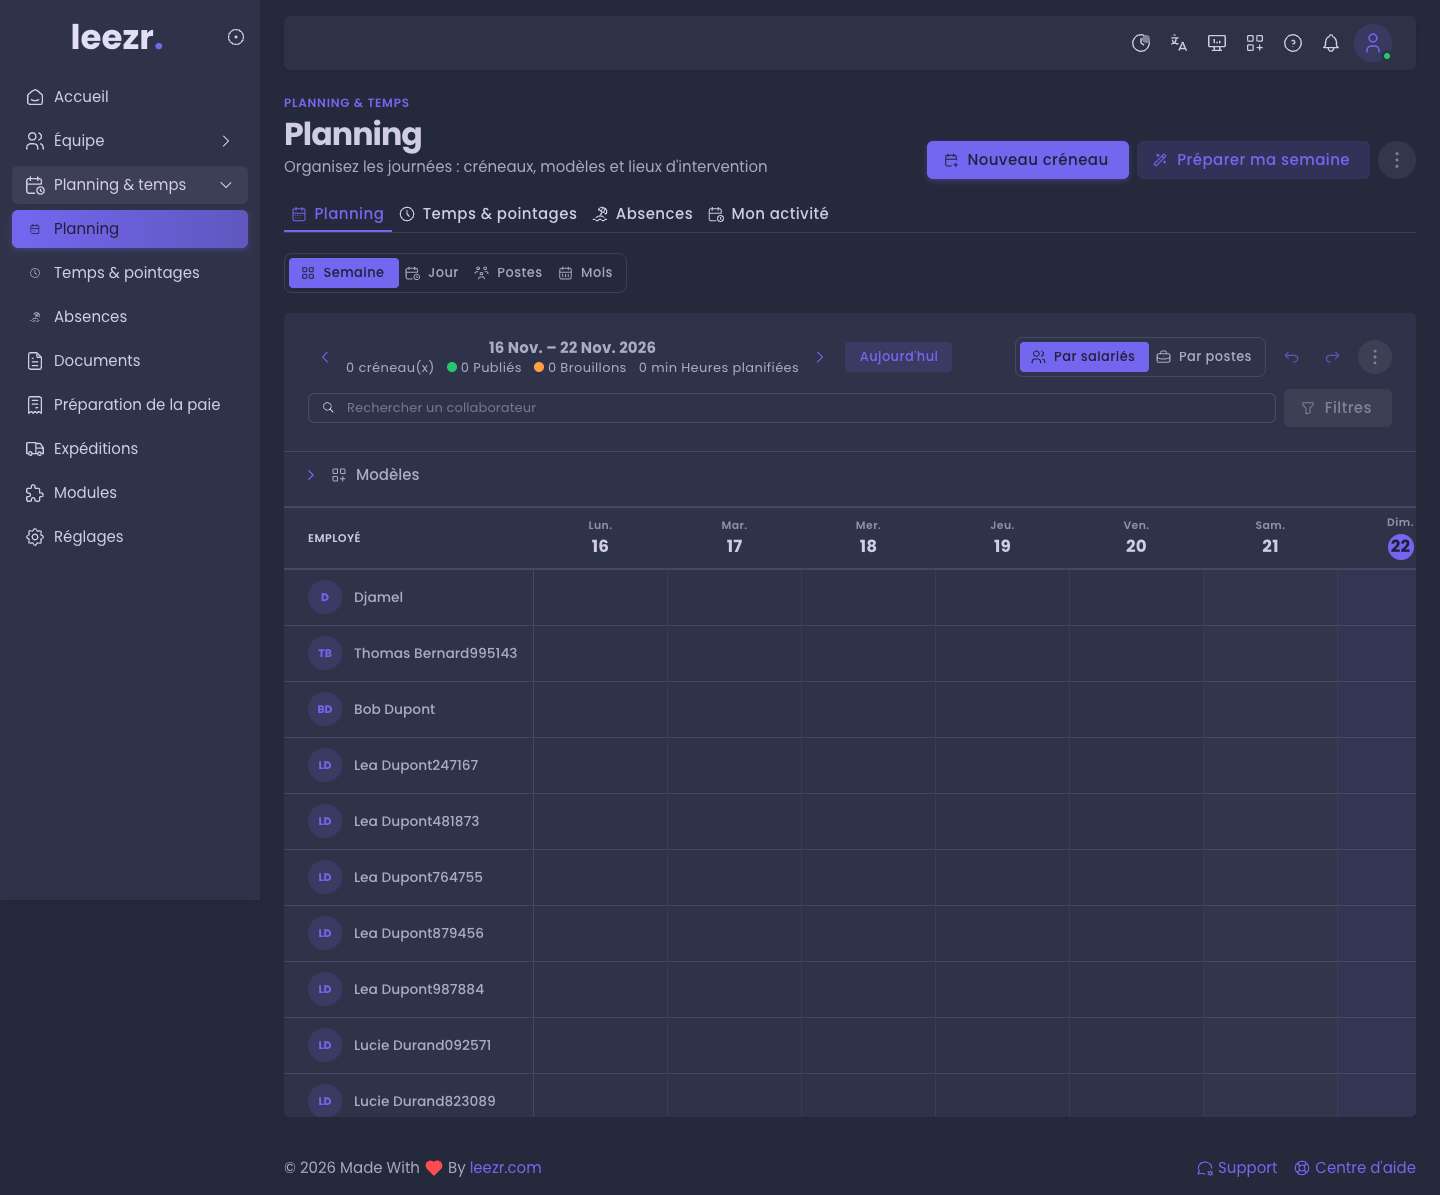 leezr.
Accueil
Équipe
Planning & temps
Planning
Temps & pointages
Absences
Documents
Préparation de la paie
Expéditions
Modules
Réglages
PLANNING & TEMPS
Planning
Organisez les journées : créneaux, modèles et lieux d'intervention
Nouveau créneau
Préparer ma semaine
Planning Temps & pointages Absences Mon activité
Semaine Jour Postes Mois
16 Nov. – 22 Nov. 2026
0 créneau(x) 0 Publiés 0 Brouillons 0 min Heures planifiées
Aujourd'hui
Par salariés Par postes
Rechercher un collaborateur
Filtres
Modèles
EMPLOYÉ
Lun. Mar. Mer. Jeu. Ven. Sam. Dim.
16 17 18 19 20 21 22
D Djamel
TB Thomas Bernard995143
BD Bob Dupont
LD Lea Dupont247167
LD Lea Dupont481873
LD Lea Dupont764755
LD Lea Dupont879456
LD Lea Dupont987884
LD Lucie Durand092571
LD Lucie Durand823089
© 2026 Made With By leezr.com
Support Centre d'aide